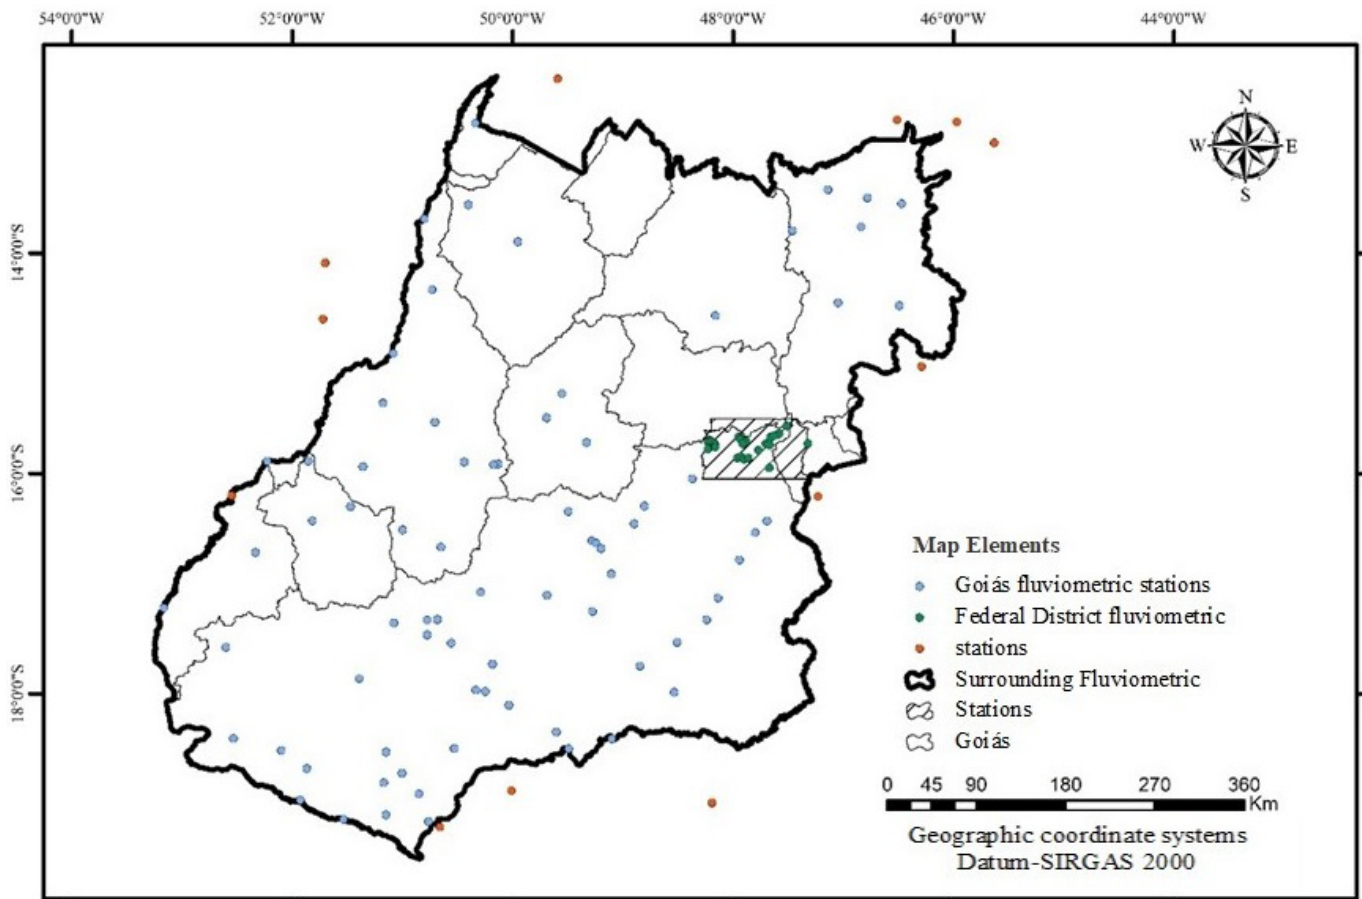 54°0'0"W 52°0'0"W 50°0'0"W 48°0'0"W 46°0'0"W 44°0'0"W
N
W E
S
14°0'0"S
16°0'0"S
18°0'0"S
Map Elements
Goiás fluviometric stations
Federal District fluviometric
stations
Surrounding Fluviometric
Stations
Goiás
0 45 90 180 270 360
Km
Geographic coordinate systems
Datum-SIRGAS 2000